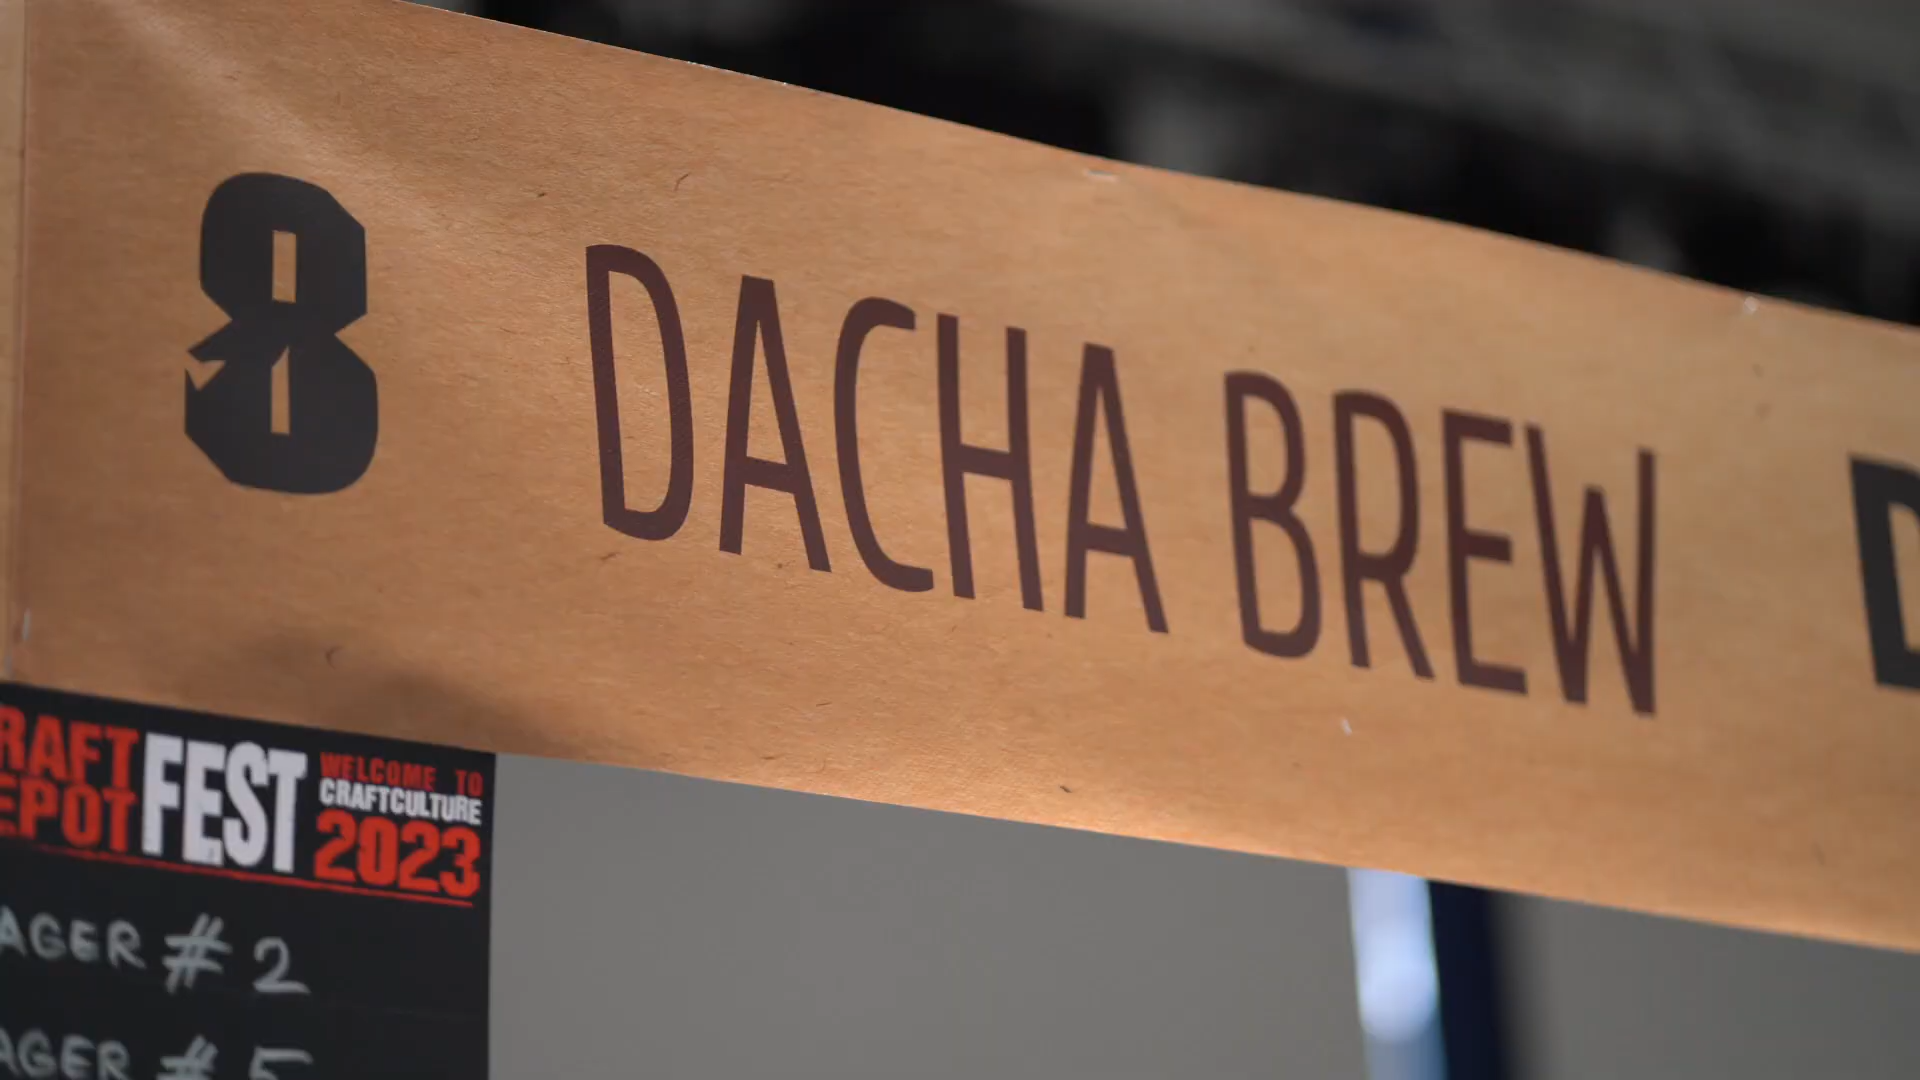 8 DACHA BREW
RAFT
EPOT
FEST
WELCOME TO
CRAFTCULTURE
2023
AGER # 2
AGER # 5